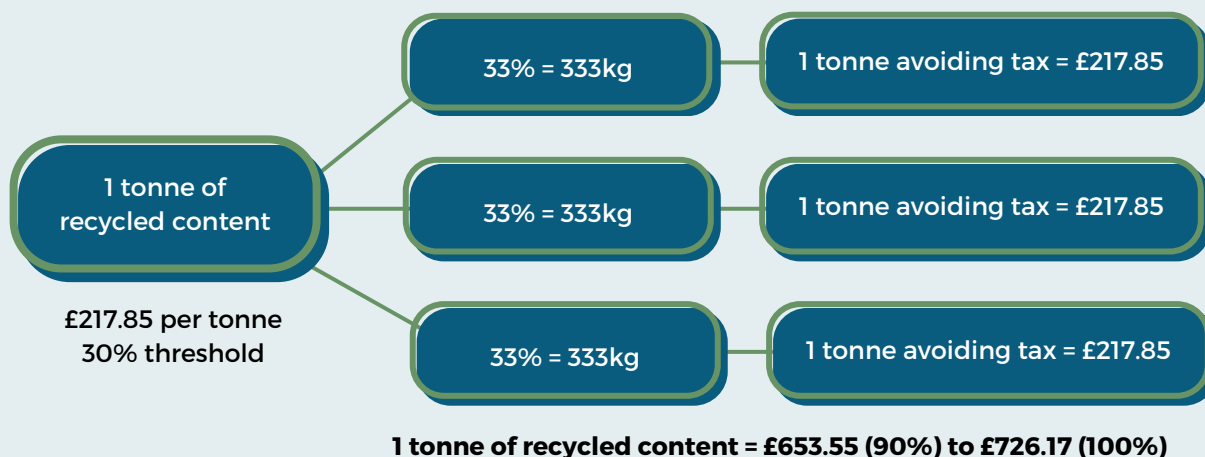 1 tonne of
recycled content
£217.85 per tonne
30% threshold
33% = 333kg
1 tonne avoiding tax = £217.85
33% = 333kg
1 tonne avoiding tax = £217.85
33% = 333kg
1 tonne avoiding tax = £217.85
1 tonne of recycled content = £653.55 (90%) to £726.17 (100%)